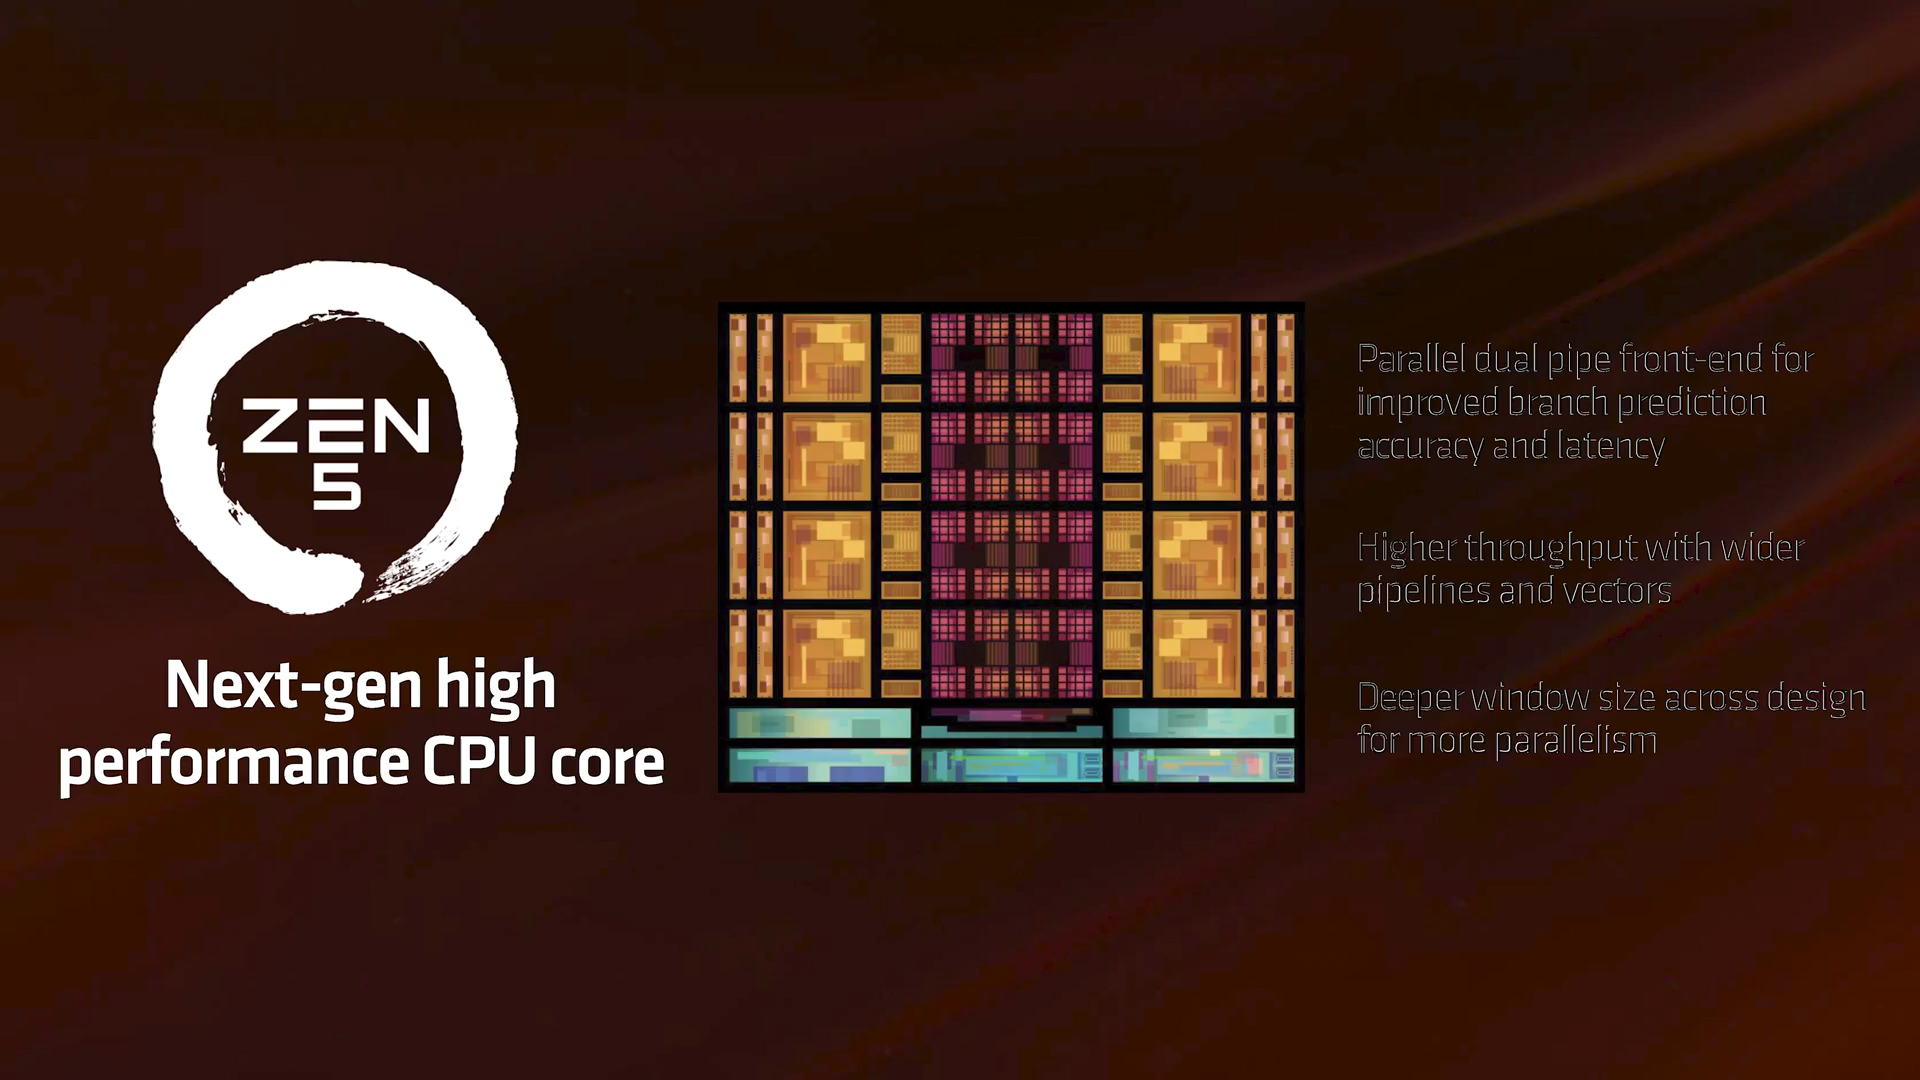 ZEN
5
Next-gen high
performance CPU core
Parallel dual pipe front-end for
improved branch prediction
accuracy and latency
Higher throughput with wider
pipelines and vectors
Deeper window size across design
for more parallelism